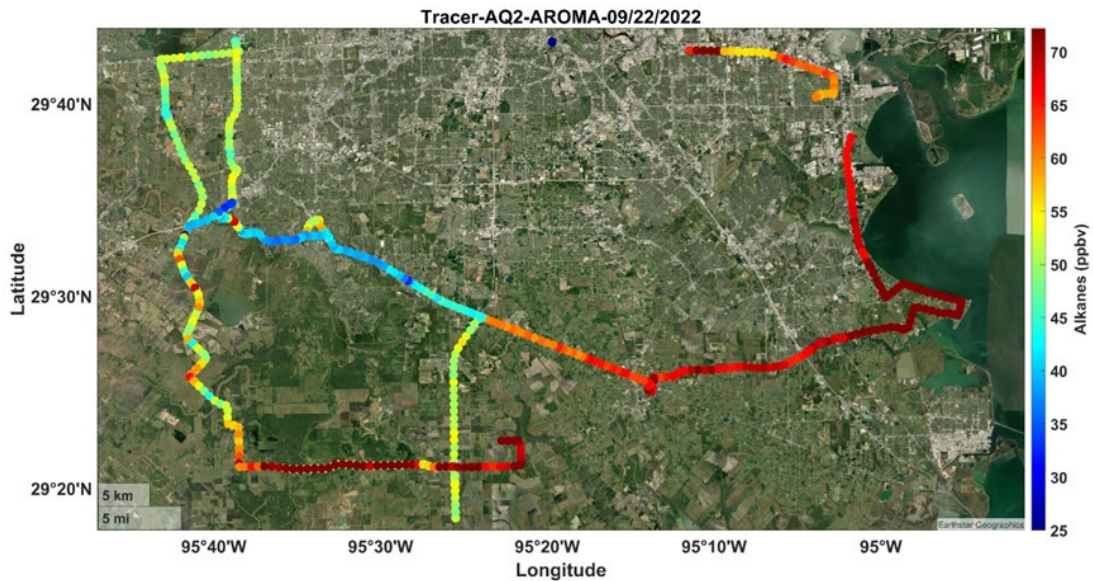 Tracer-AQ2-AROMA-09/22/2022
29°40'N
29°30'N
29°20'N
Latitude
5 km
5 mi
Earthstar Geographics
95°40'W
95°30'W
95°20'W
95°10'W
95°W
Longitude
70
65
60
55
50
45
40
35
30
25
Alkanes (ppbv)